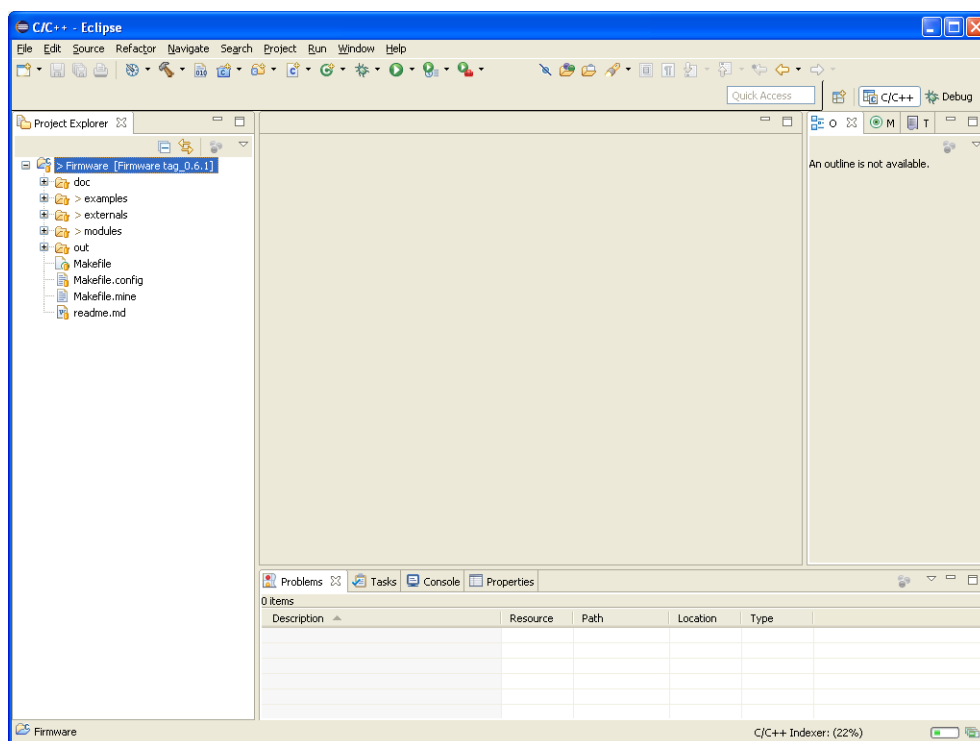 C/C++ - Eclipse
File Edit Source Refactor Navigate Search Project Run Window Help
Quick Access
C/C++
Debug
Project Explorer
O
M
T
> Firmware [Firmware tag_0.6.1]
An outline is not available.
doc
> examples
> externals
> modules
out
Makefile
Makefile.config
Makefile.mine
readme.md
Problems Tasks Console Properties
0 items
Description Resource Path Location Type
Firmware
C/C++ Indexer: (22%)